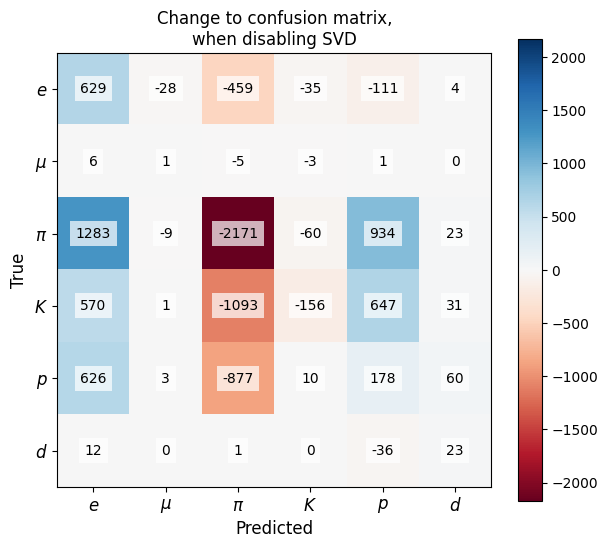 Change to confusion matrix,
when disabling SVD
True
e 629 -28 -459 -35 -111 4
μ 6 1 -5 -3 1 0
π 1283 -9 -2171 -60 934 23
K 570 1 -1093 -156 647 31
p 626 3 -877 10 178 60
d 12 0 1 0 -36 23
e μ π K p d
Predicted
2000
1500
1000
500
0
−500
−1000
−1500
−2000